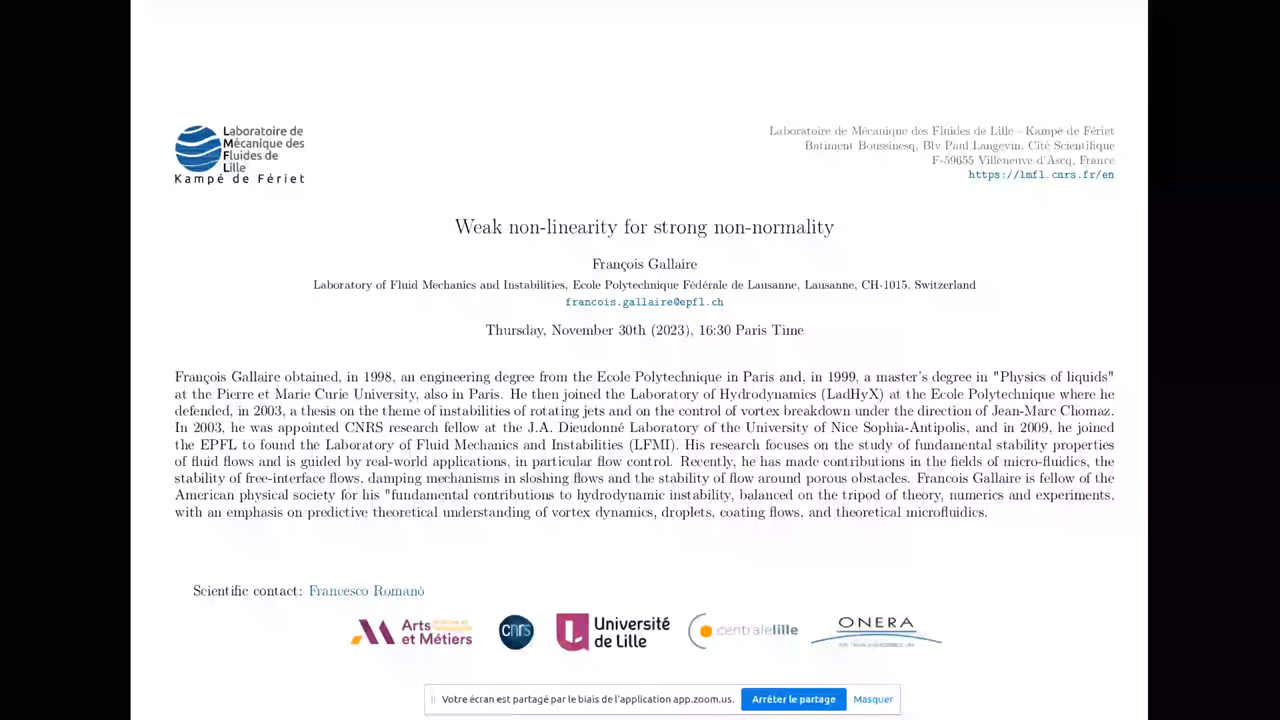 Laboratoire de
Mécanique des
Fluides de
Lille
Kampé de Fériet
Laboratoire de Mécanique des Fluides de Lille - Kampé de Fériet
Batiment Boussinesq, Blv Paul Langevin, Cité Scientifique
F-59655 Villeneuve d'Ascq, France
https://lmfl.cnrs.fr/en
Weak non-linearity for strong non-normality
François Gallaire
Laboratory of Fluid Mechanics and Instabilities, Ecole Polytechnique Fédérale de Lausanne, Lausanne, CH-1015, Switzerland
francois.gallaire@epfl.ch
Thursday, November 30th (2023), 16:30 Paris Time
François Gallaire obtained, in 1998, an engineering degree from the Ecole Polytechnique in Paris and, in 1999, a master's degree in "Physics of liquids"
at the Pierre et Marie Curie University, also in Paris. He then joined the Laboratory of Hydrodynamics (LadHyX) at the Ecole Polytechnique where he
defended, in 2003, a thesis on the theme of instabilities of rotating jets and on the control of vortex breakdown under the direction of Jean-Marc Chomaz.
In 2003, he was appointed CNRS research fellow at the J.A. Dieudonné Laboratory of the University of Nice Sophia-Antipolis, and in 2009, he joined
the EPFL to found the Laboratory of Fluid Mechanics and Instabilities (LFMI). His research focuses on the study of fundamental stability properties
of fluid flows and is guided by real-world applications, in particular flow control. Recently, he has made contributions in the fields of micro-fluidics, the
stability of free-interface flows, damping mechanisms in sloshing flows and the stability of flow around porous obstacles. Francois Gallaire is fellow of the
American physical society for his "fundamental contributions to hydrodynamic instability, balanced on the tripod of theory, numerics and experiments,
with an emphasis on predictive theoretical understanding of vortex dynamics, droplets, coating flows, and theoretical microfluidics.
Scientific contact: Francesco Romanò
Arts
et Métiers
cnrs
Université
de Lille
centralelille
ONERA
Votre écran est partagé par le biais de l'application app.zoom.us.
Arrêter le partage
Masquer